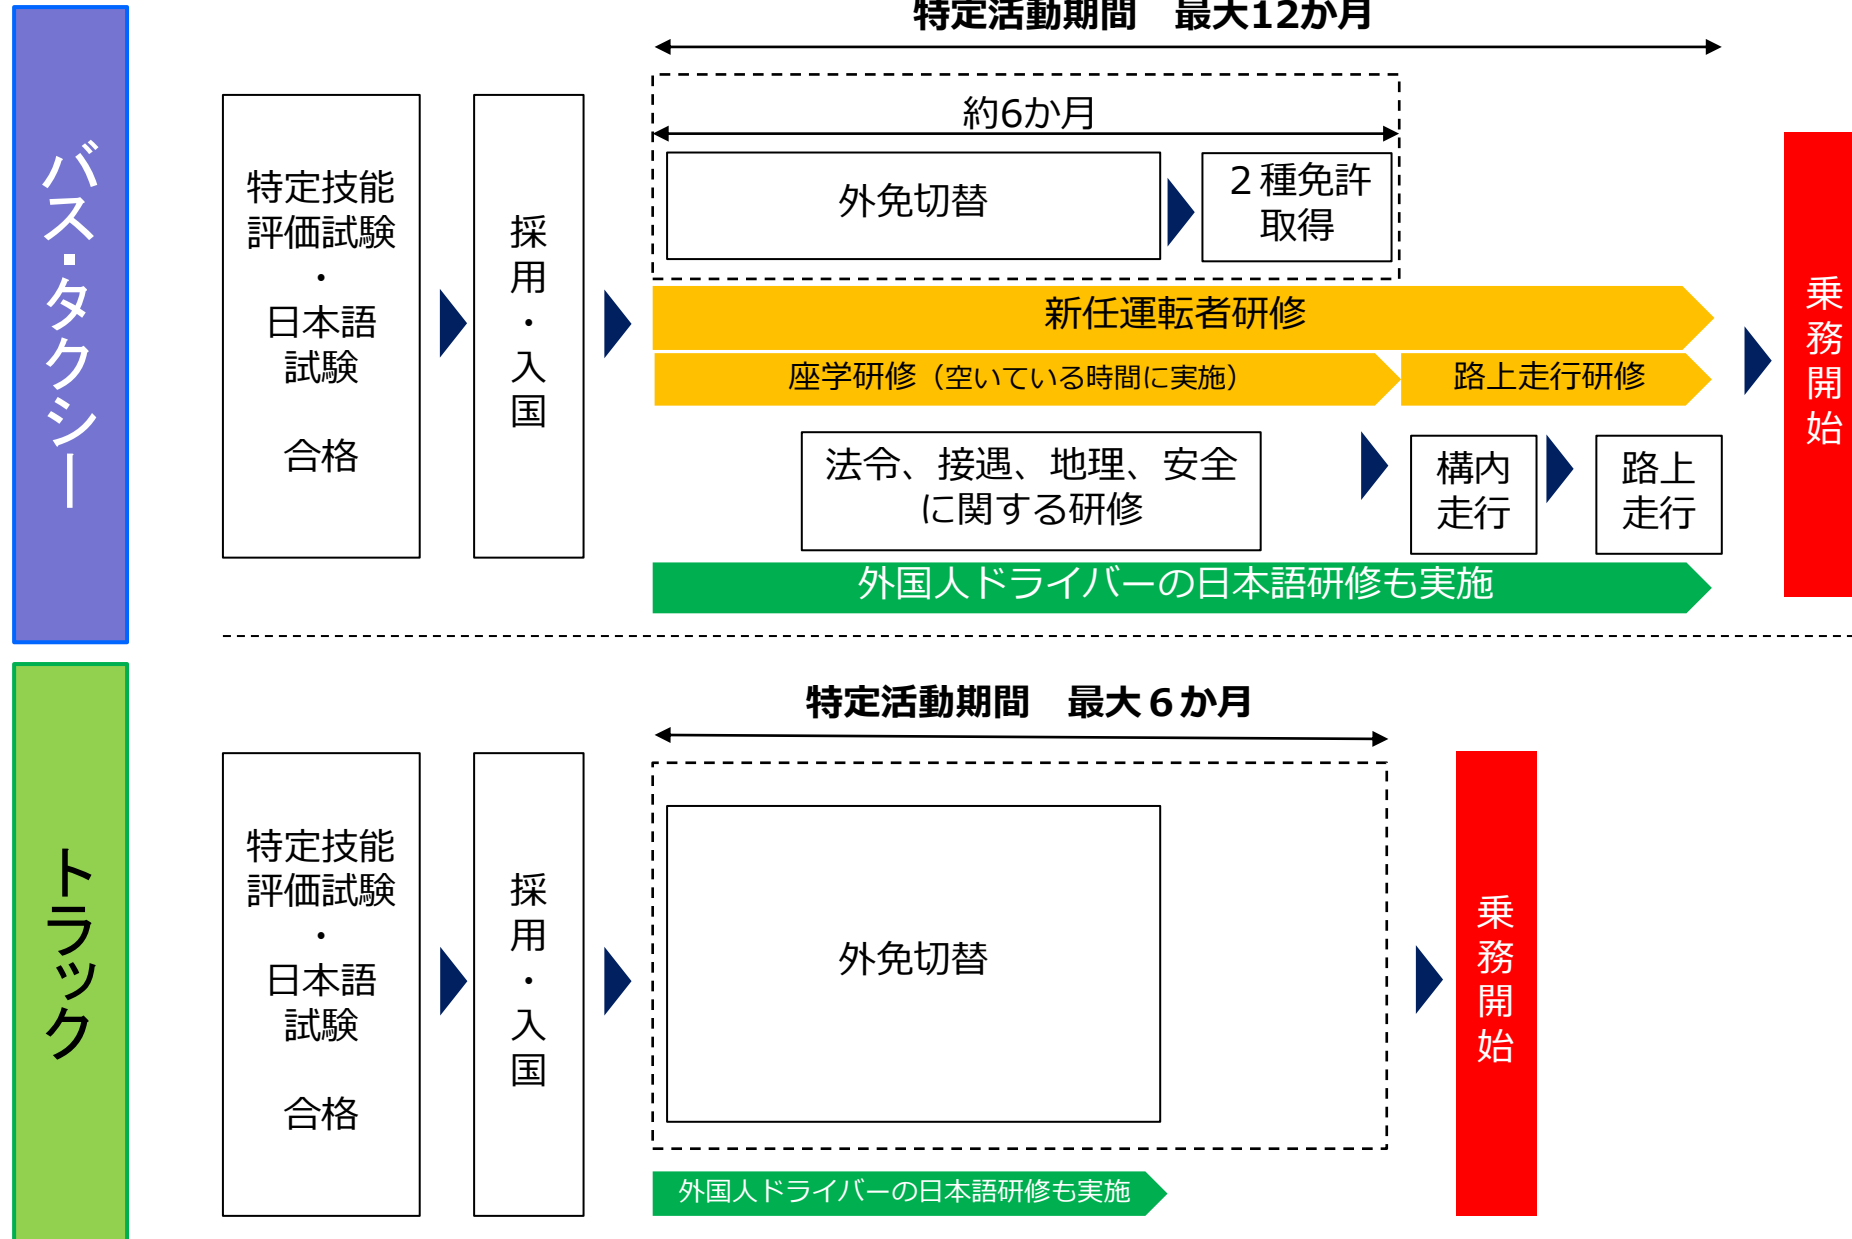 バス・タクシー
特定活動期間　最大12か月
特定技能
評価試験
・
日本語
試験
合格
採用・入国
約6か月
外免切替
２種免許
取得
新任運転者研修
座学研修（空いている時間に実施）
路上走行研修
法令、接遇、地理、安全
に関する研修
構内
走行
路上
走行
外国人ドライバーの日本語研修も実施
乗務開始
トラック
特定活動期間　最大６か月
特定技能
評価試験
・
日本語
試験
合格
採用・入国
外免切替
外国人ドライバーの日本語研修も実施
乗務開始